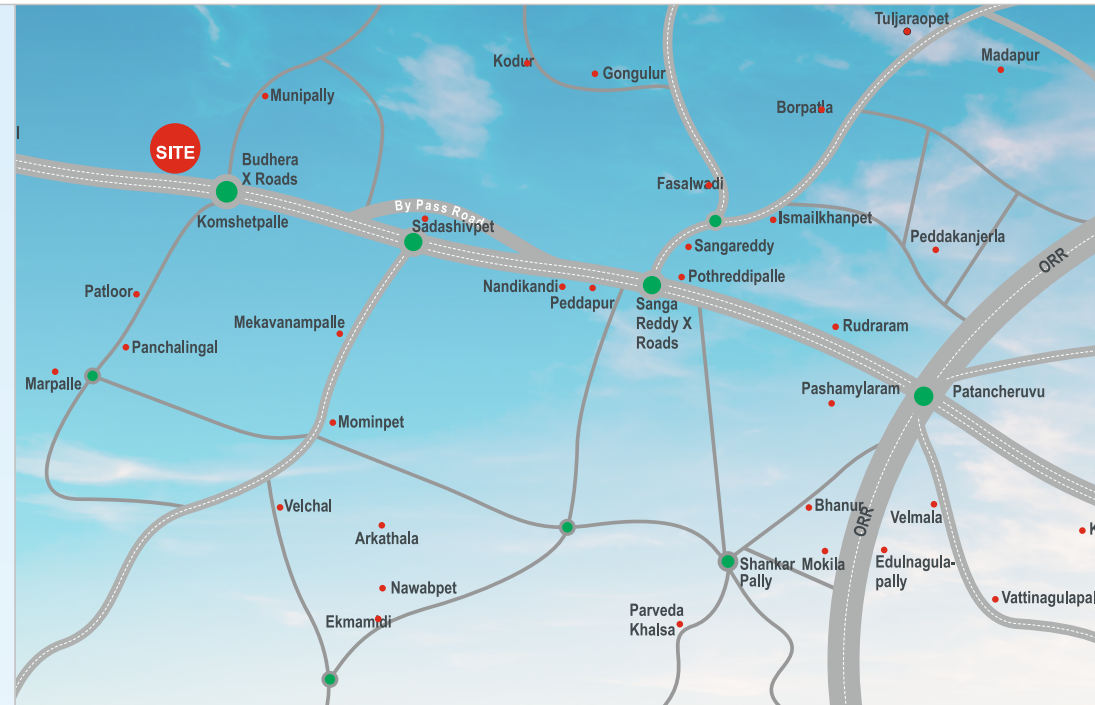 Tuljaraopet
Madapur
Kodur
Gongulur
Munipally
Borpatla
l
SITE
Budhera
X Roads
Fasalwadi
By Pass Road
Komshetpalle
Sadashivpet
Ismailkhanpet
Sangareddy
Peddakanjerla
ORR
Pothreddipalle
Nandikandi
Peddapur
Patloor
Sanga
Reddy X
Roads
Mekavanampalle
Rudraram
Panchalingal
Marpalle
Pashamylaram
Patancheruvu
Mominpet
Velchal
Bhanur
ORR
Velmala
Arkathala
K
Shankar
Pally
Mokila
Edulnagula-
pally
Nawabpet
Vattinagulapal
Ekmamidi
Parveda
Khalsa